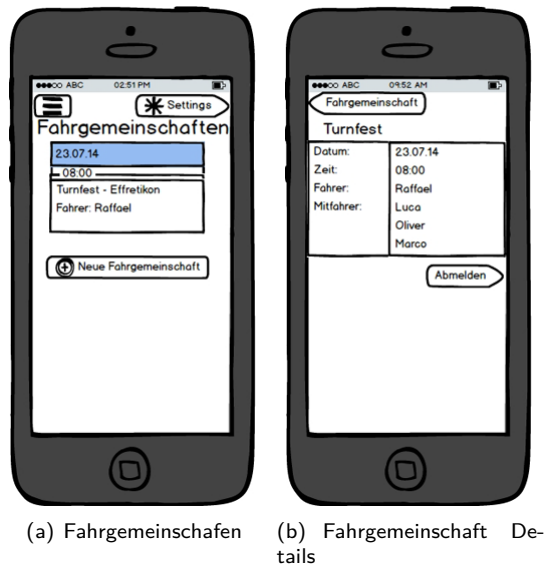 ABC 02:51 PM
Settings
Fahrgemeinschaften
23.07.14
08:00
Turnfest - Effretikon
Fahrer: Raffael
Neue Fahrgemeinschaft
(a) Fahrgemeinschafen
ABC 09:52 AM
Fahrgemeinschaft
Turnfest
Datum: 23.07.14
Zeit: 08:00
Fahrer: Raffael
Mitfahrer: Luca
Oliver
Marco
Abmelden
(b) Fahrgemeinschaft De-
tails